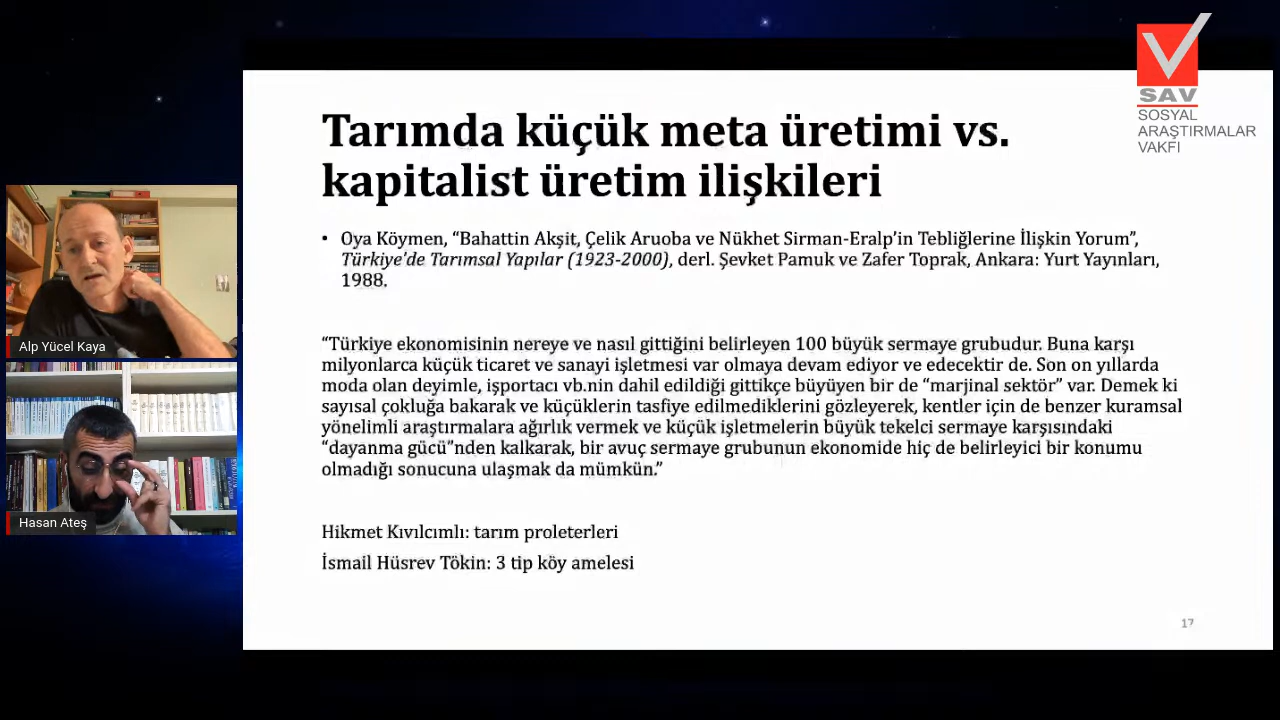 SAV
SOSYAL
ARAŞTIRMALAR
VAKFI
Tarımda küçük meta üretimi vs.
kapitalist üretim ilişkileri
• Oya Köymen, “Bahattin Akşit, Çelik Aruoba ve Nükhet Sirman-Eralp’in Tebliğlerine İlişkin Yorum”,
Türkiye’de Tarımsal Yapılar (1923-2000), derl. Şevket Pamuk ve Zafer Toprak, Ankara: Yurt Yayınları,
1988.
“Türkiye ekonomisinin nereye ve nasıl gittiğini belirleyen 100 büyük sermaye grubudur. Buna karşı
milyonlarca küçük ticaret ve sanayi işletmesi var olmaya devam ediyor ve edecektir de. Son on yıllarda
moda olan deyimle, işportacı vb.nin dahil edildiği gittikçe büyüyen bir de “marjinal sektör” var. Demek ki
sayısal çokluğa bakarak ve küçüklerin tasfiye edilmediklerini gözleyerek, kentler için de benzer kuramsal
yönelimli araştırmalara ağırlık vermek ve küçük işletmelerin büyük tekelci sermaye karşısındaki
“dayanma gücü”nden kalkarak, bir avuç sermaye grubunun ekonomide hiç de belirleyici bir konumu
olmadığı sonucuna ulaşmak da mümkün.”
Hikmet Kıvılcımlı: tarım proleterleri
İsmail Hüsrev Tökin: 3 tip köy amelesi
17
Alp Yücel Kaya
Hasan Ateş